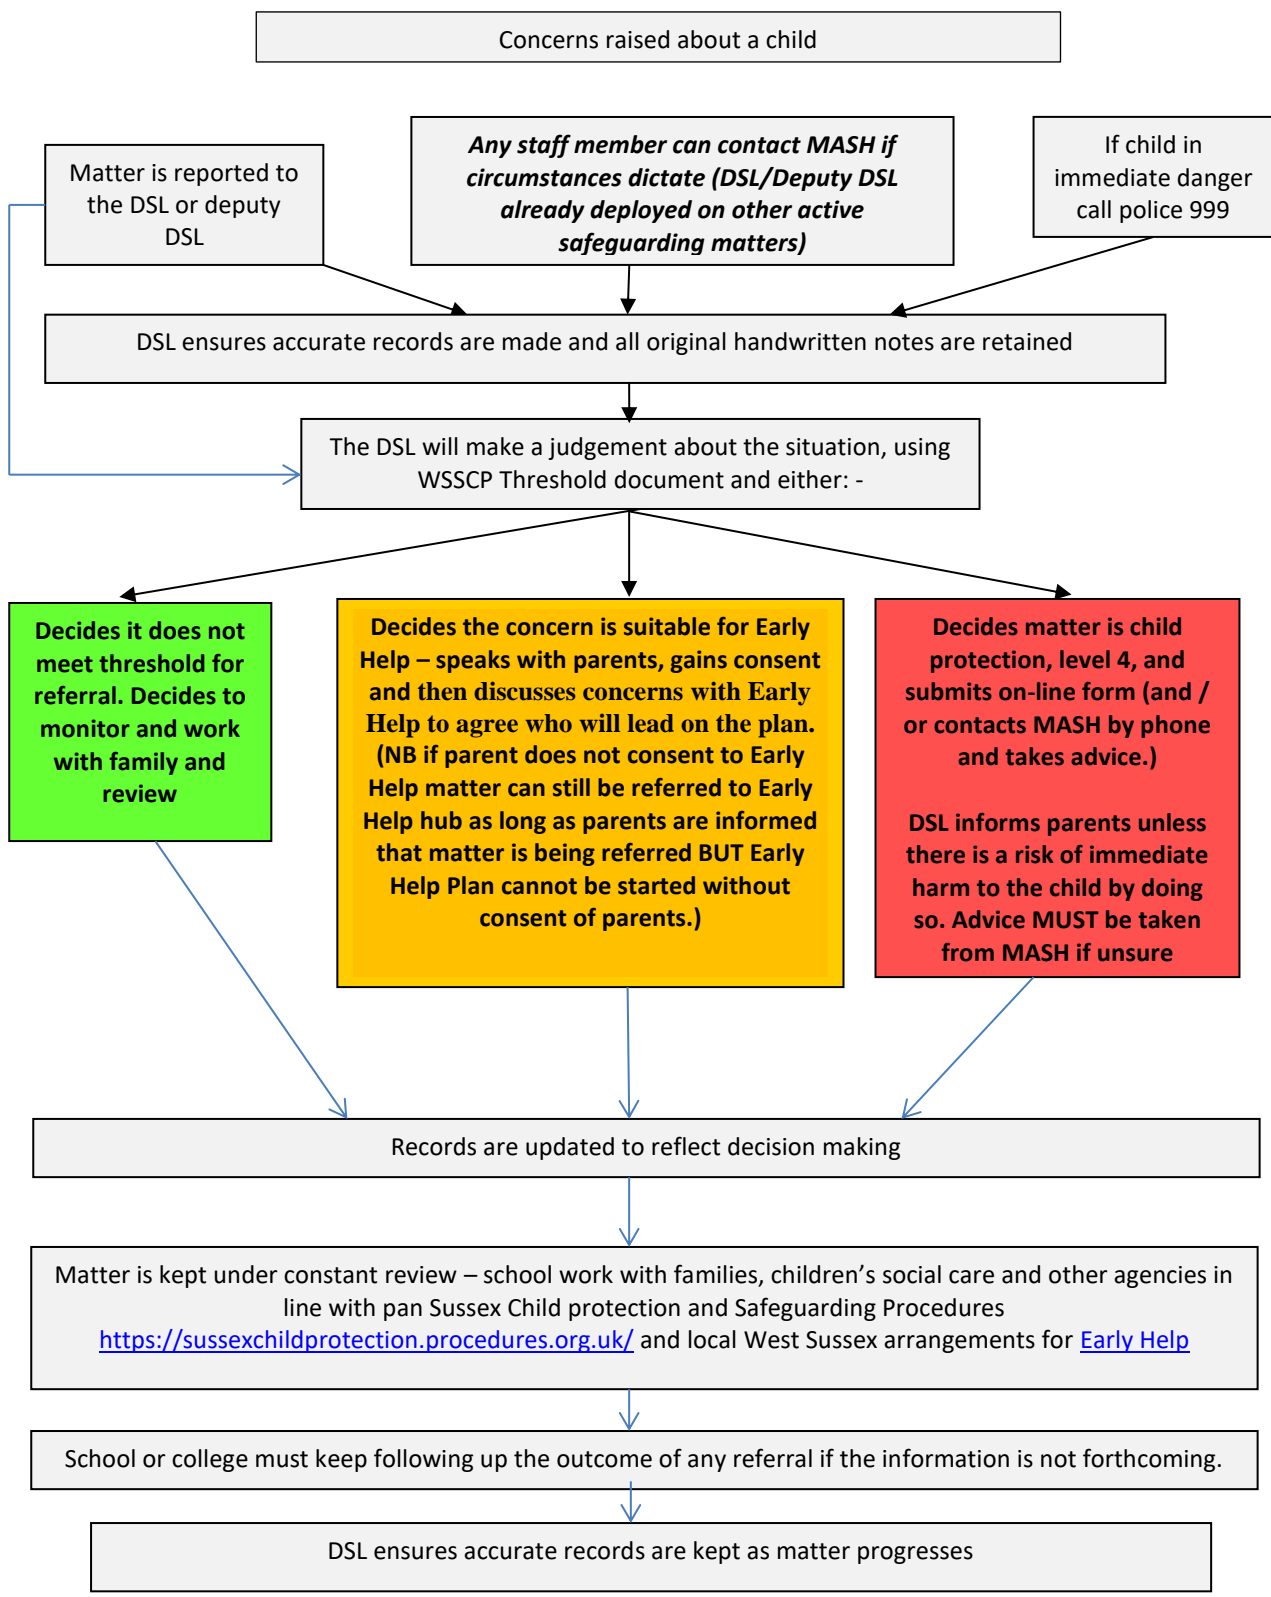 Concerns raised about a child
Matter is reported to
the DSL or deputy
DSL
Any staff member can contact MASH if
circumstances dictate (DSL/Deputy DSL
already deployed on other active
safeguarding matters)
If child in
immediate danger
call police 999
DSL ensures accurate records are made and all original handwritten notes are retained
The DSL will make a judgement about the situation, using
WSSCP Threshold document and either: -
Decides it does not
meet threshold for
referral. Decides to
monitor and work
with family and
review
Decides the concern is suitable for Early
Help – speaks with parents, gains consent
and then discusses concerns with Early
Help to agree who will lead on the plan.
(NB if parent does not consent to Early
Help matter can still be referred to Early
Help hub as long as parents are informed
that matter is being referred BUT Early
Help Plan cannot be started without
consent of parents.)
Decides matter is child
protection, level 4, and
submits on-line form (and /
or contacts MASH by phone
and takes advice.)
DSL informs parents unless
there is a risk of immediate
harm to the child by doing
so. Advice MUST be taken
from MASH if unsure
Records are updated to reflect decision making
Matter is kept under constant review – school work with families, children’s social care and other agencies in
line with pan Sussex Child protection and Safeguarding Procedures
https://sussexchildprotection.procedures.org.uk/ and local West Sussex arrangements for Early Help
School or college must keep following up the outcome of any referral if the information is not forthcoming.
DSL ensures accurate records are kept as matter progresses